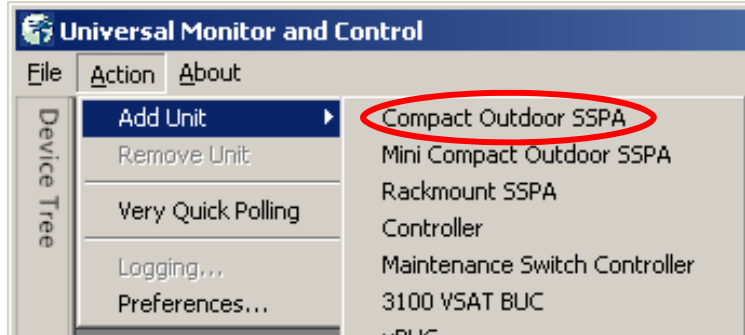 Universal Monitor and Control
File Action About
Device Tree
Add Unit
Remove Unit
Very Quick Polling
Logging...
Preferences...
Compact Outdoor SSPA
Mini Compact Outdoor SSPA
Rackmount SSPA
Controller
Maintenance Switch Controller
3100 VSAT BUC